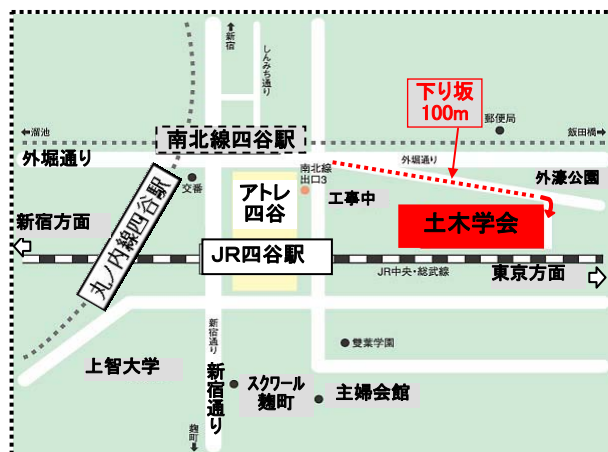 新宿
しんみち通り
下り坂
100m
郵便局
←溜池
飯田橋→
南北線四谷駅
外堀通り
外堀通り
南北線
出口3
交番
アトレ
四谷
工事中
外濠公園
丸ノ内線四谷駅
新宿方面
土木学会
JR四谷駅
JR中央・総武線
東京方面
新宿通り
雙葉学園
上智大学
新宿通り
スクワール
麹町
主婦会館
麹町